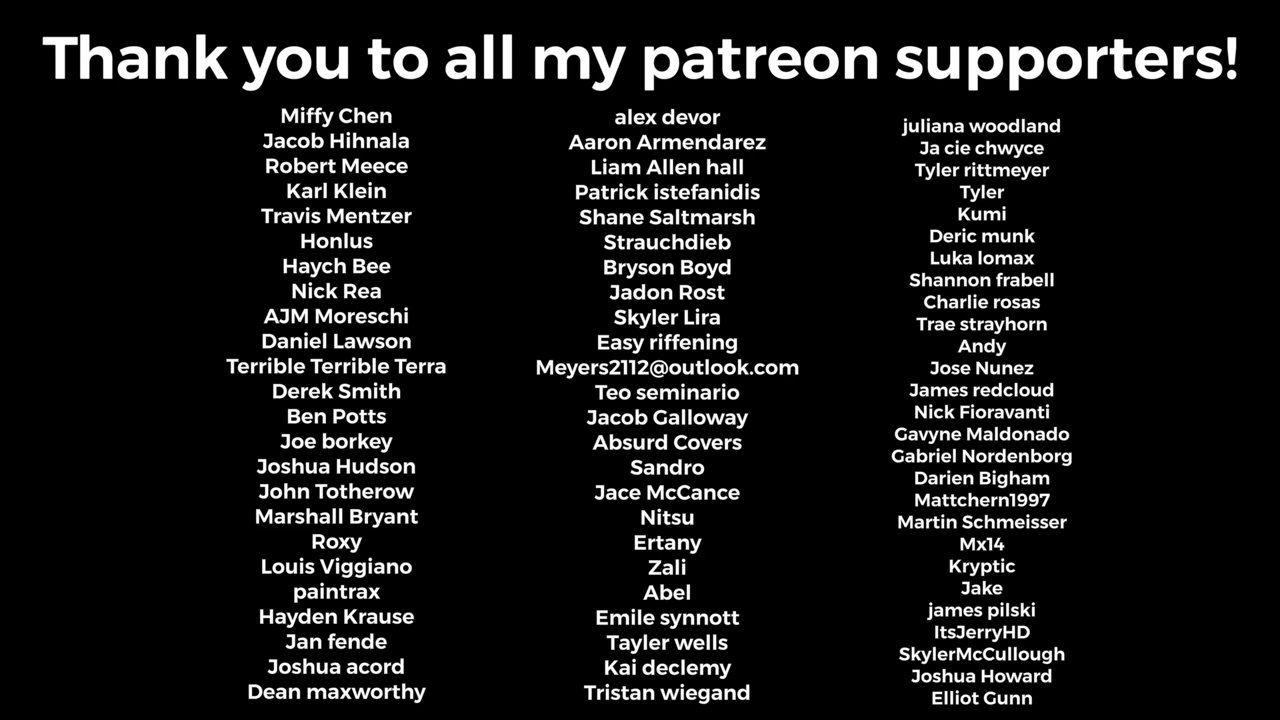 Thank you to all my patreon supporters!
Miffy Chen
Jacob Hihnala
Robert Meece
Karl Klein
Travis Mentzer
Honlus
Haych Bee
Nick Rea
AJM Moreschi
Daniel Lawson
Terrible Terrible Terra
Derek Smith
Ben Potts
Joe borkey
Joshua Hudson
John Totherow
Marshall Bryant
Roxy
Louis Viggiano
paintrax
Hayden Krause
Jan fende
Joshua acord
Dean maxworthy
alex devor
Aaron Armendarez
Liam Allen hall
Patrick istefanidis
Shane Saltmarsh
Strauchdieb
Bryson Boyd
Jadon Rost
Skyler Lira
Easy riffening
Meyers2112@outlook.com
Teo seminario
Jacob Galloway
Absurd Covers
Sandro
Jace McCance
Nitsu
Ertany
Zali
Abel
Emile synnott
Tayler wells
Kai declemy
Tristan wiegand
juliana woodland
Ja cie chwyce
Tyler rittmeyer
Tyler
Kumi
Deric munk
Luka lomax
Shannon frabell
Charlie rosas
Trae strayhorn
Andy
Jose Nunez
James redcloud
Nick Fioravanti
Gavyne Maldonado
Gabriel Nordenborg
Darien Bigham
Mattchern1997
Martin Schmeisser
Mx14
Kryptic
Jake
james pilski
ItsJerryHD
SkylerMcCullough
Joshua Howard
Elliot Gunn